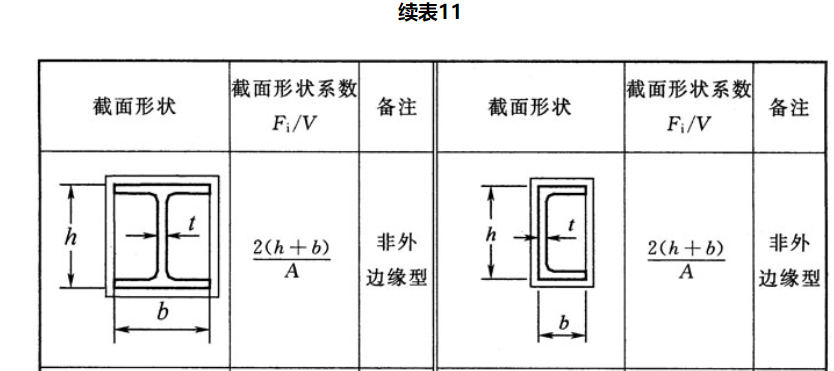 续表11
截面形状
截面形状系数
Fi/V
备注
截面形状
截面形状系数
Fi/V
备注
h
t
b
2(h+b)
A
非外
边缘型
h
t
b
2(h+b)
A
非外
边缘型